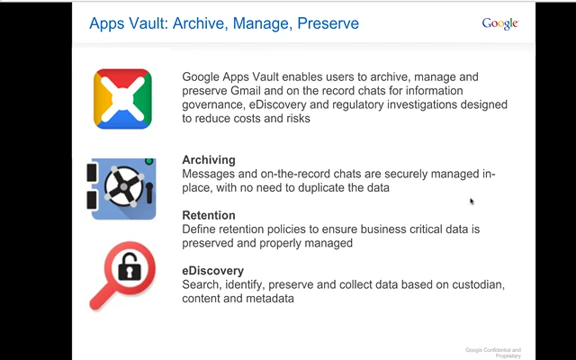 Apps Vault: Archive, Manage, Preserve
Google
Google Apps Vault enables users to archive, manage and
preserve Gmail and on the record chats for information
governance, eDiscovery and regulatory investigations designed
to reduce costs and risks
Archiving
Messages and on-the-record chats are securely managed in-
place, with no need to duplicate the data
Retention
Define retention policies to ensure business critical data is
preserved and properly managed
eDiscovery
Search, identify, preserve and collect data based on custodian,
content and metadata
Google Confidential and
Proprietary